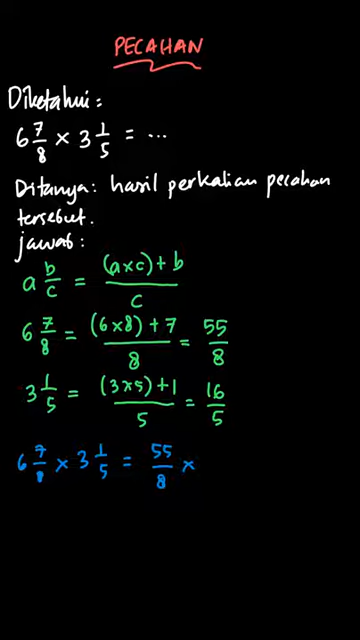 PECAHAN
Diketahui:
6 7/8 x 3 1/5 = ...
Ditanya: hasil perkalian pecahan
tersebut.
jawab:
a b/c = (a x c) + b / c
6 7/8 = (6 x 8) + 7 / 8 = 55/8
3 1/5 = (3 x 5) + 1 / 5 = 16/5
6 7/8 x 3 1/5 = 55/8 x